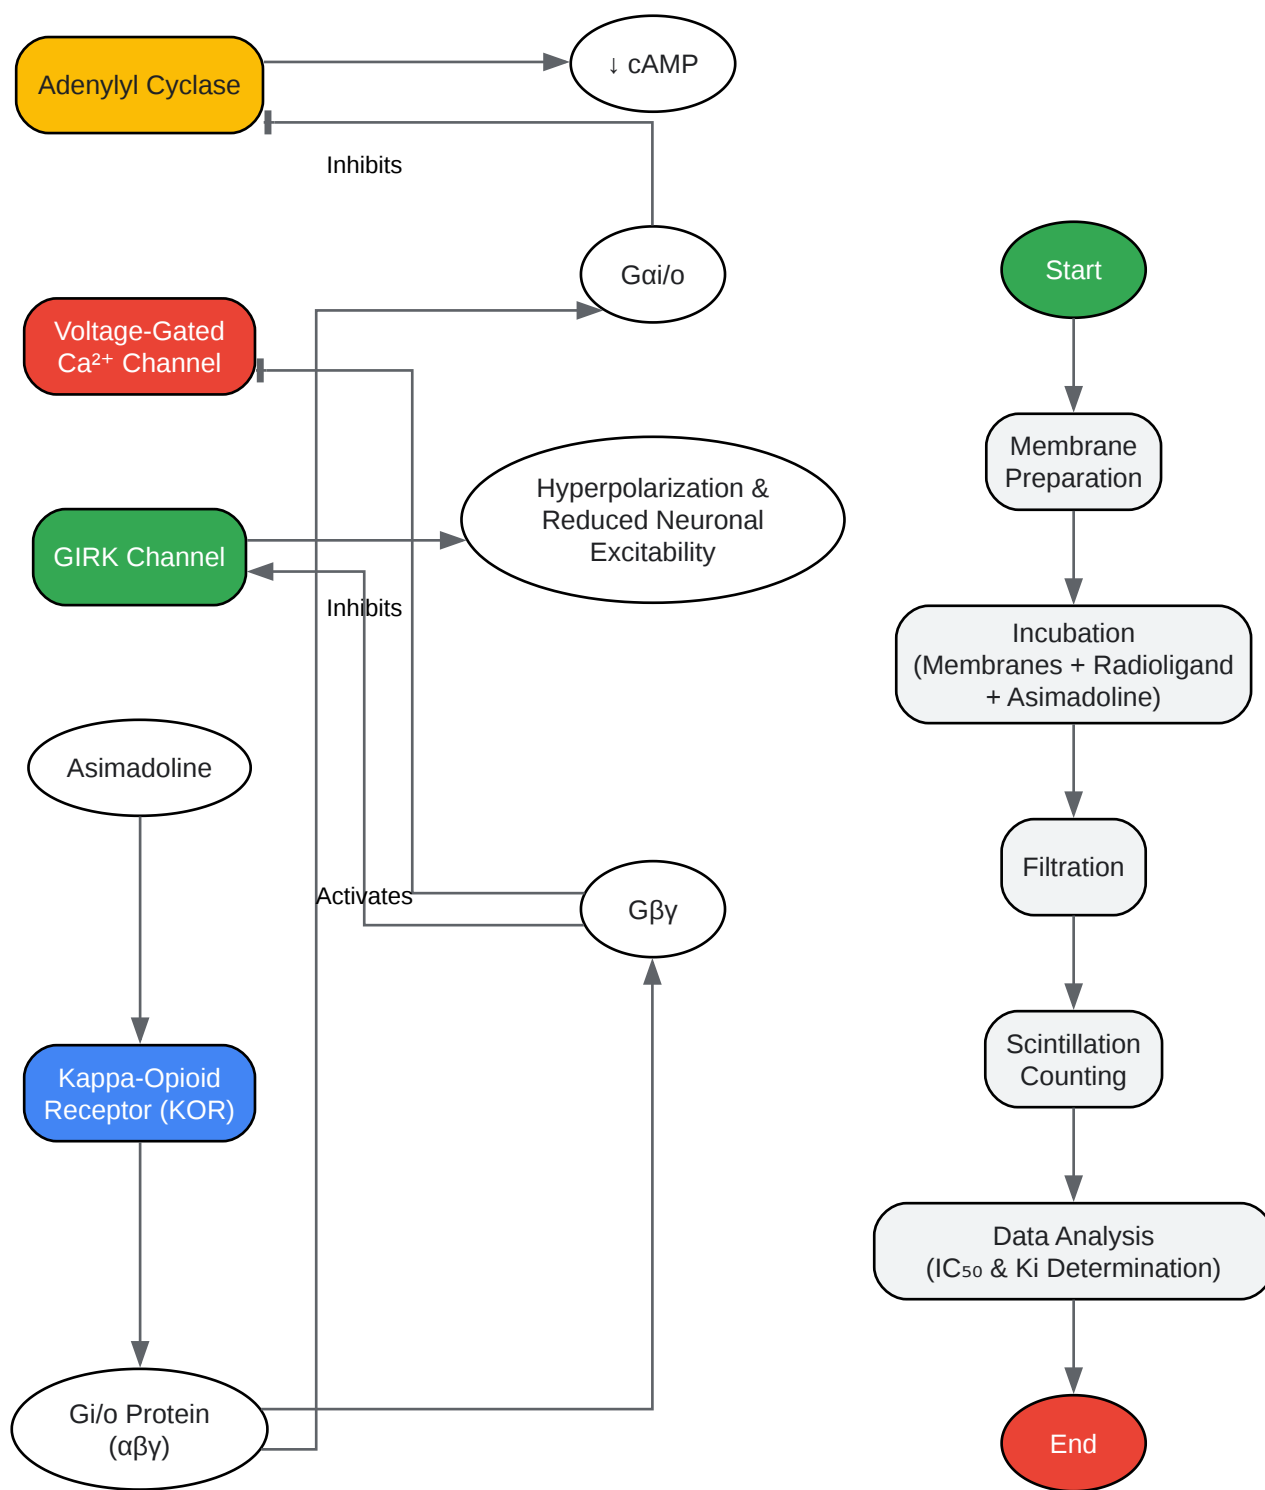 Adenylyl Cyclase
↓ cAMP
Inhibits
Gαi/o
Voltage-Gated
Ca²⁺ Channel
Hyperpolarization &
Reduced Neuronal
Excitability
GIRK Channel
Inhibits
Asimadoline
Activates
Gβγ
Kappa-Opioid
Receptor (KOR)
Gi/o Protein
(αβγ)
Start
Membrane
Preparation
Incubation
(Membranes + Radioligand
+ Asimadoline)
Filtration
Scintillation
Counting
Data Analysis
(IC₅₀ & Ki Determination)
End